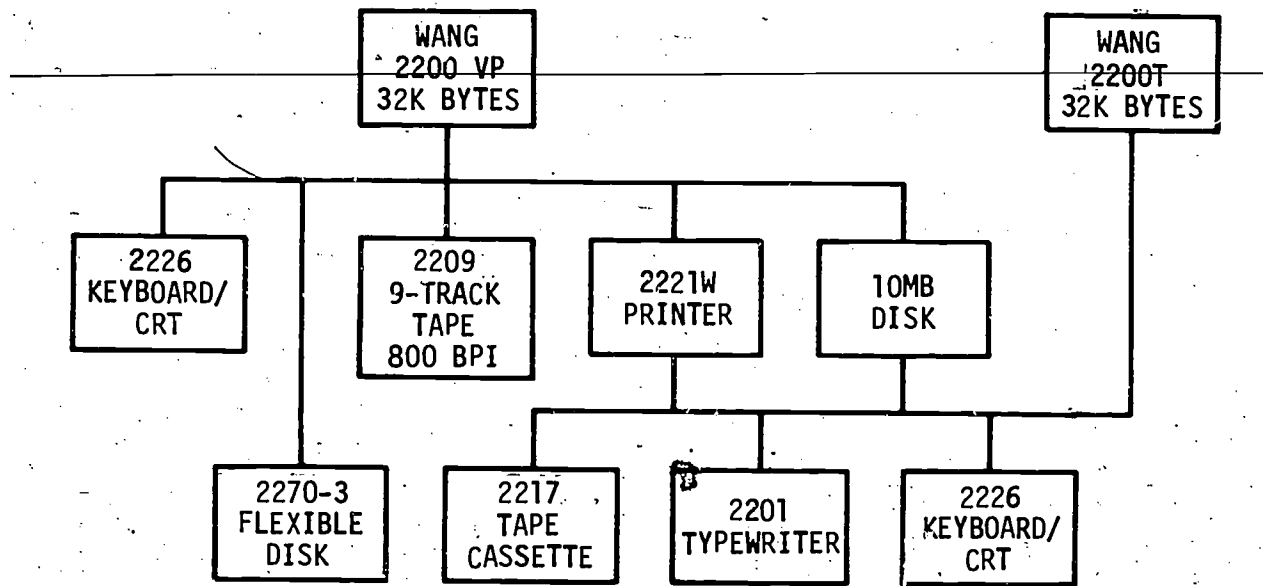 WANG
2200 VP
32K BYTES
WANG
2200T
32K BYTES
2226
KEYBOARD/
CRT
2209
9-TRACK
TAPE
800 BPI
2221W
PRINTER
10MB
DISK
2270-3
FLEXIBLE
DISK
2217
TAPE
CASSETTE
2201
TYPEWRITER
2226
KEYBOARD/
CRT